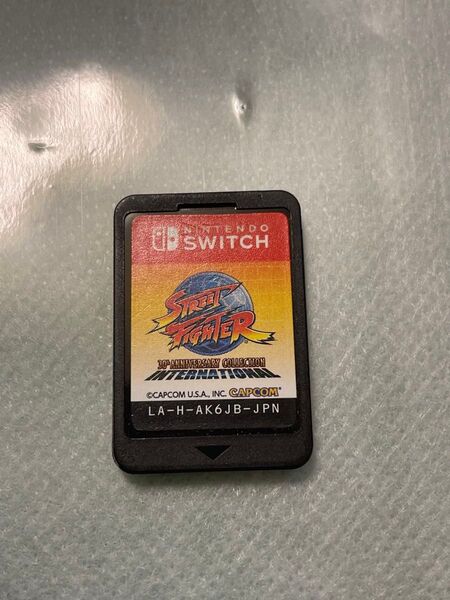 NINTENDO
SWITCH
STREET
FIGHTER
30th ANNIVERSARY COLLECTION
INTERNATIONAL
©CAPCOM U.S.A., INC. CAPCOM
LA-H-AK6JB-JPN